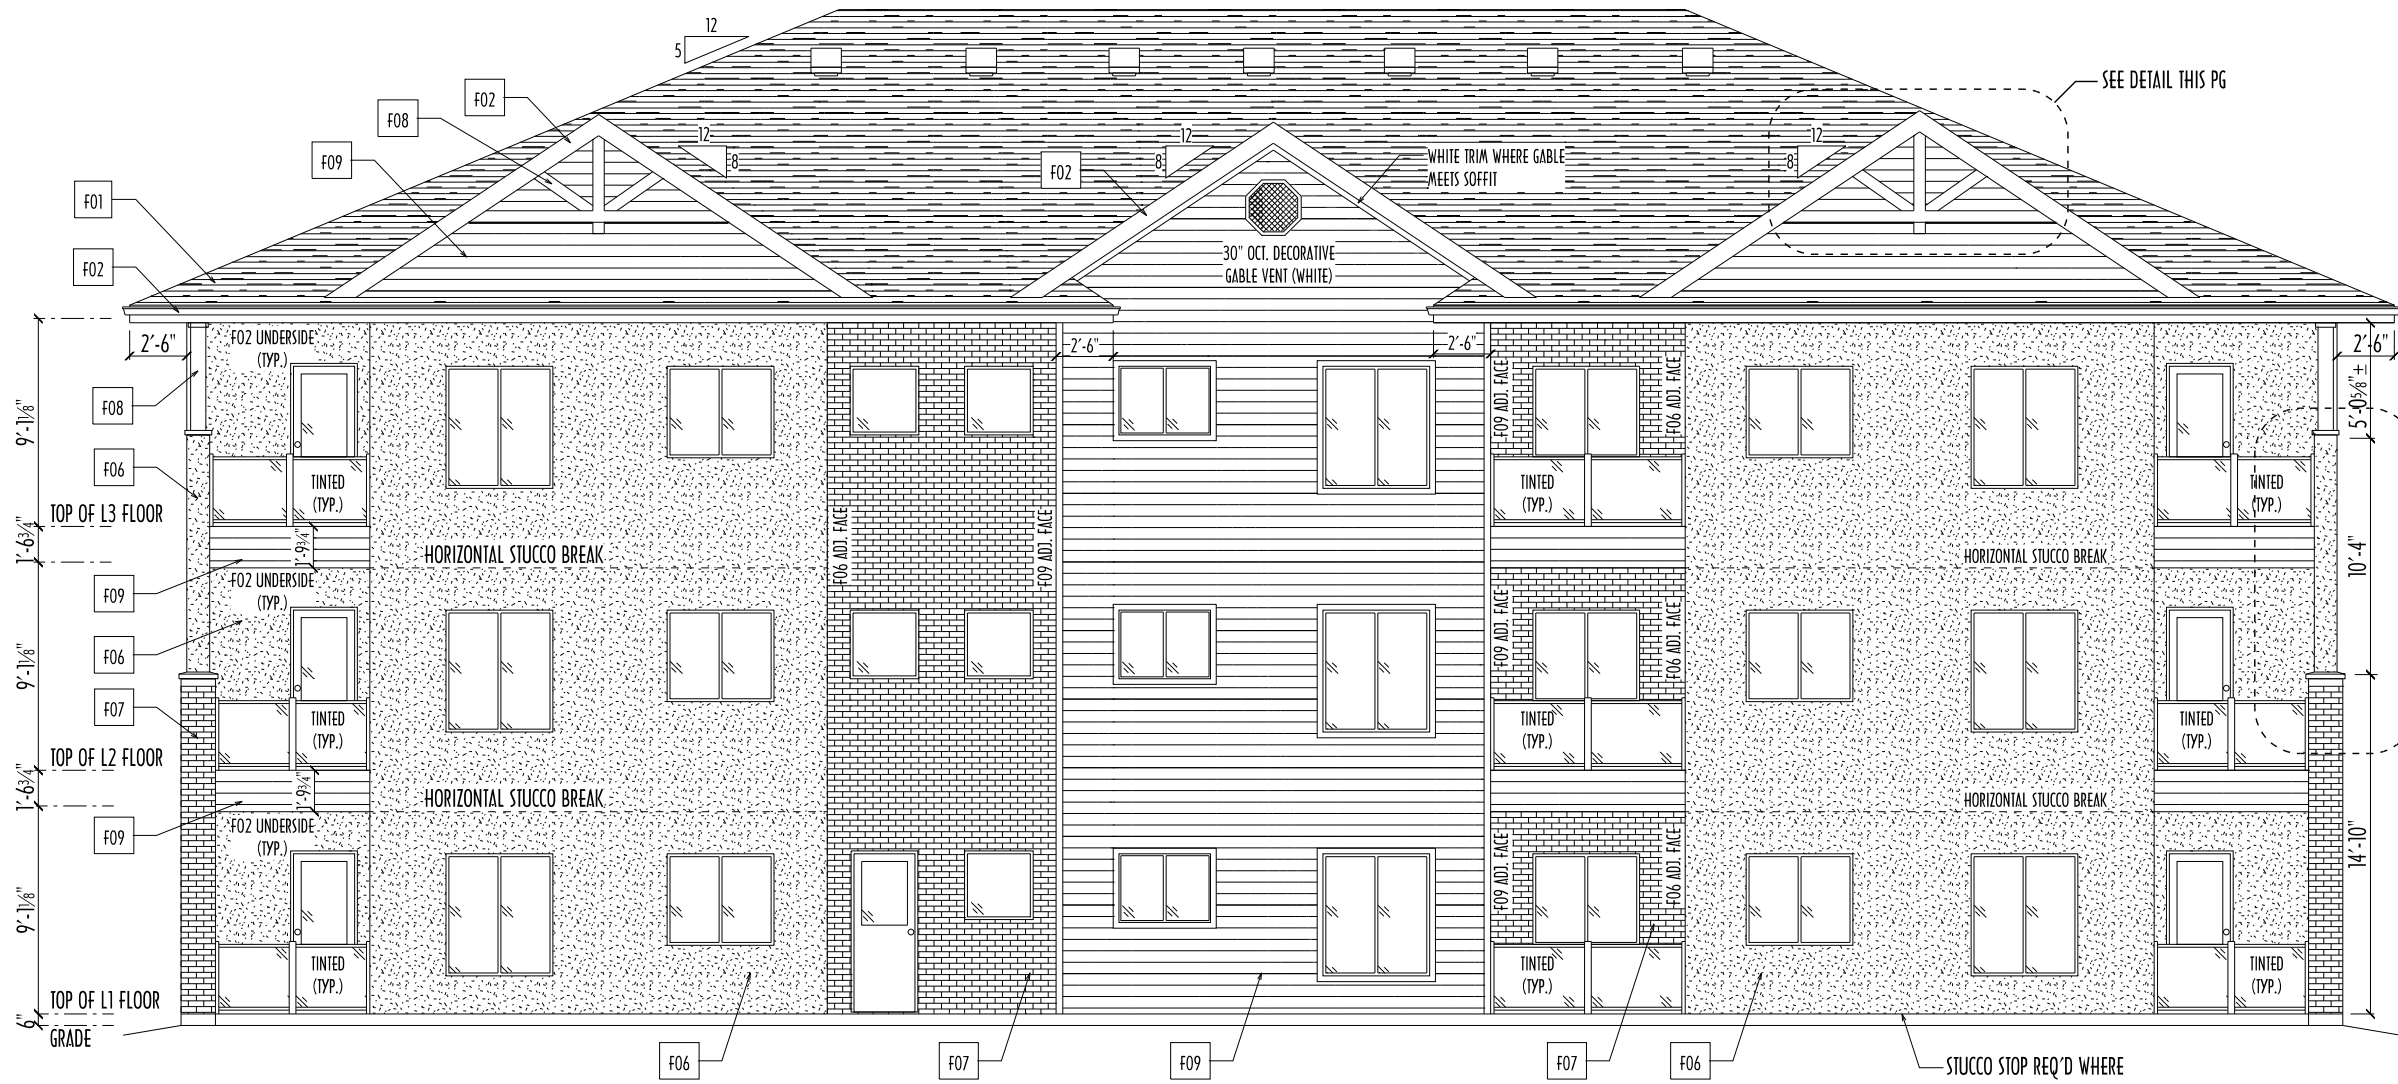 12
5
SEE DETAIL THIS PG
F02
F08
12
8
12
8
12
8
F09
F02
WHITE TRIM WHERE GABLE
MEETS SOFFIT
F01
30" OCT. DECORATIVE
GABLE VENT (WHITE)
F02
2'-6"
F02 UNDERSIDE
(TYP.)
2'-6"
2'-6"
2'-6"
F08
9'-1⅛"
F09 ADJ. FACE
F06 ADJ. FACE
5'-0⅝"±
F06
TINTED
(TYP.)
TINTED
(TYP.)
TINTED
(TYP.)
TOP OF L3 FLOOR
1'-6¾"
1'-9¾"
HORIZONTAL STUCCO BREAK
F06 ADJ. FACE
F09 ADJ. FACE
HORIZONTAL STUCCO BREAK
10'-4"
F09
F02 UNDERSIDE
(TYP.)
F06
9'-1⅛"
F09 ADJ. FACE
F06 ADJ. FACE
F07
TINTED
(TYP.)
TINTED
(TYP.)
TINTED
(TYP.)
TOP OF L2 FLOOR
1'-6¾"
1'-9¾"
HORIZONTAL STUCCO BREAK
HORIZONTAL STUCCO BREAK
F09
F02 UNDERSIDE
(TYP.)
14'-10"
9'-1⅛"
F09 ADJ. FACE
F06 ADJ. FACE
TINTED
(TYP.)
TINTED
(TYP.)
TINTED
(TYP.)
TOP OF L1 FLOOR
6"
GRADE
F06
F07
F09
F07
F06
STUCCO STOP REQ'D WHERE